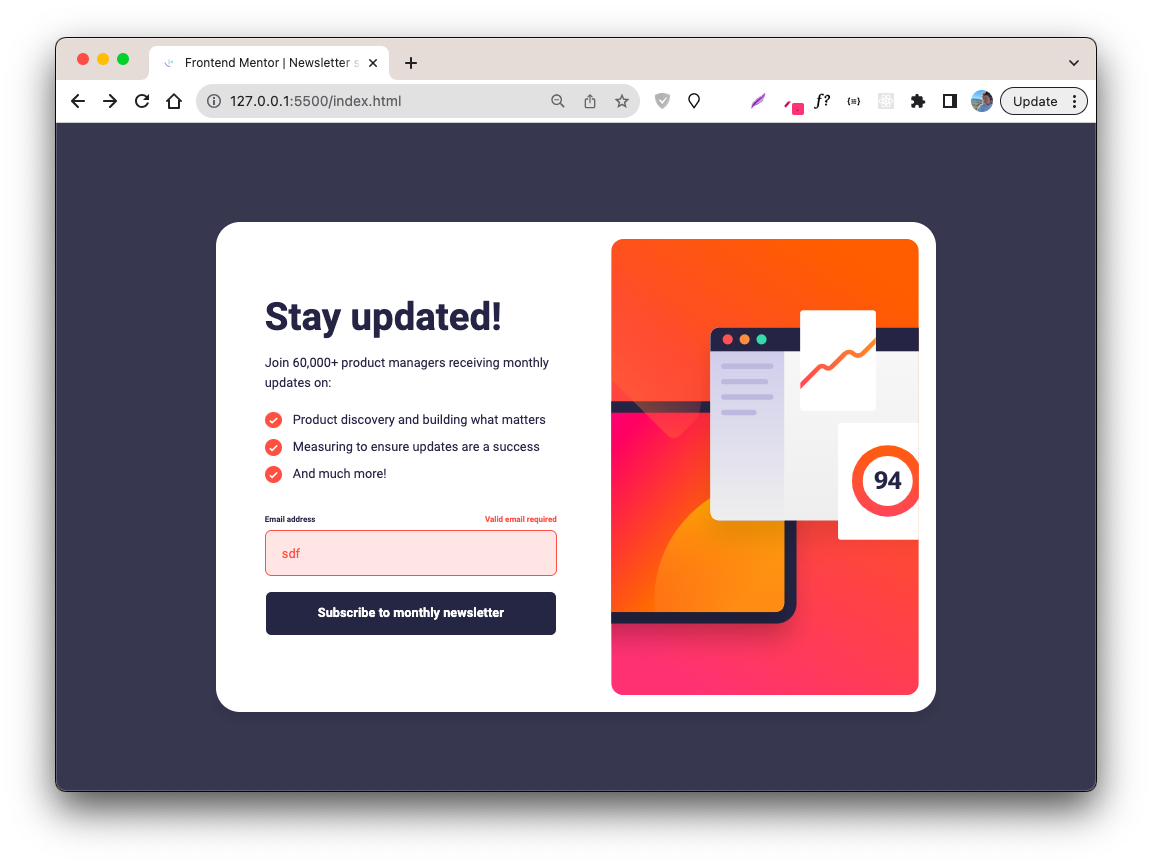 Frontend Mentor | Newsletter s
127.0.0.1:5500/index.html
f?
{≡}
Update
Stay updated!
Join 60,000+ product managers receiving monthly
updates on:
Product discovery and building what matters
Measuring to ensure updates are a success
And much more!
Email address
Valid email required
sdf
Subscribe to monthly newsletter
94